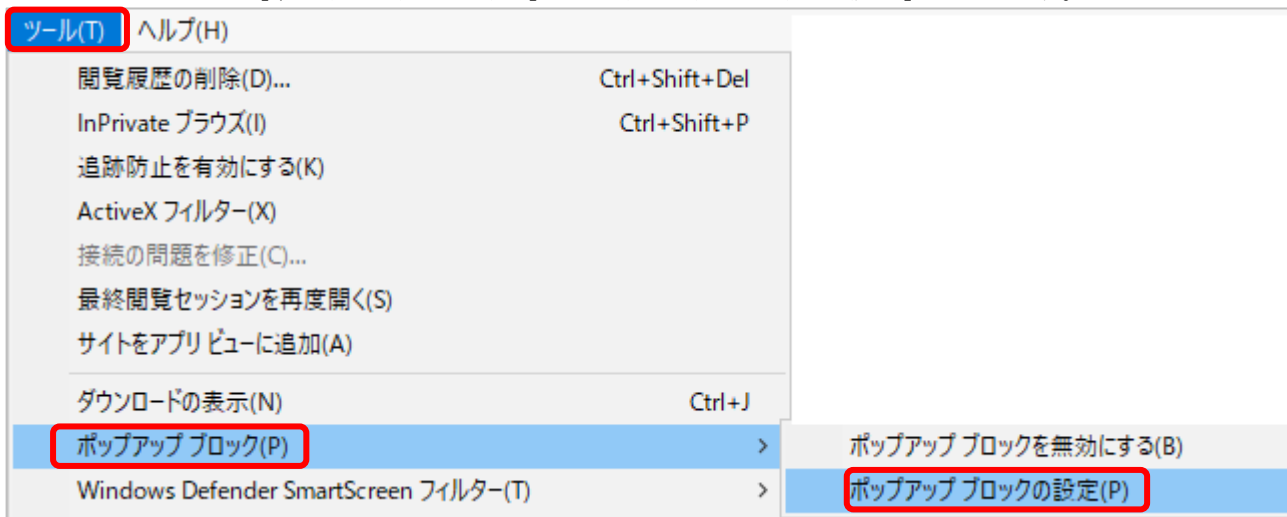 ツール(T) ヘルプ(H)
閲覧履歴の削除(D)... Ctrl+Shift+Del
InPrivate ブラウズ(I) Ctrl+Shift+P
追跡防止を有効にする(K)
ActiveX フィルター(X)
接続の問題を修正(C)...
最終閲覧セッションを再度開く(S)
サイトをアプリ ビューに追加(A)
ダウンロードの表示(N) Ctrl+J
ポップアップ ブロック(P) > ポップアップ ブロックを無効にする(B)
Windows Defender SmartScreen フィルター(T) > ポップアップ ブロックの設定(P)